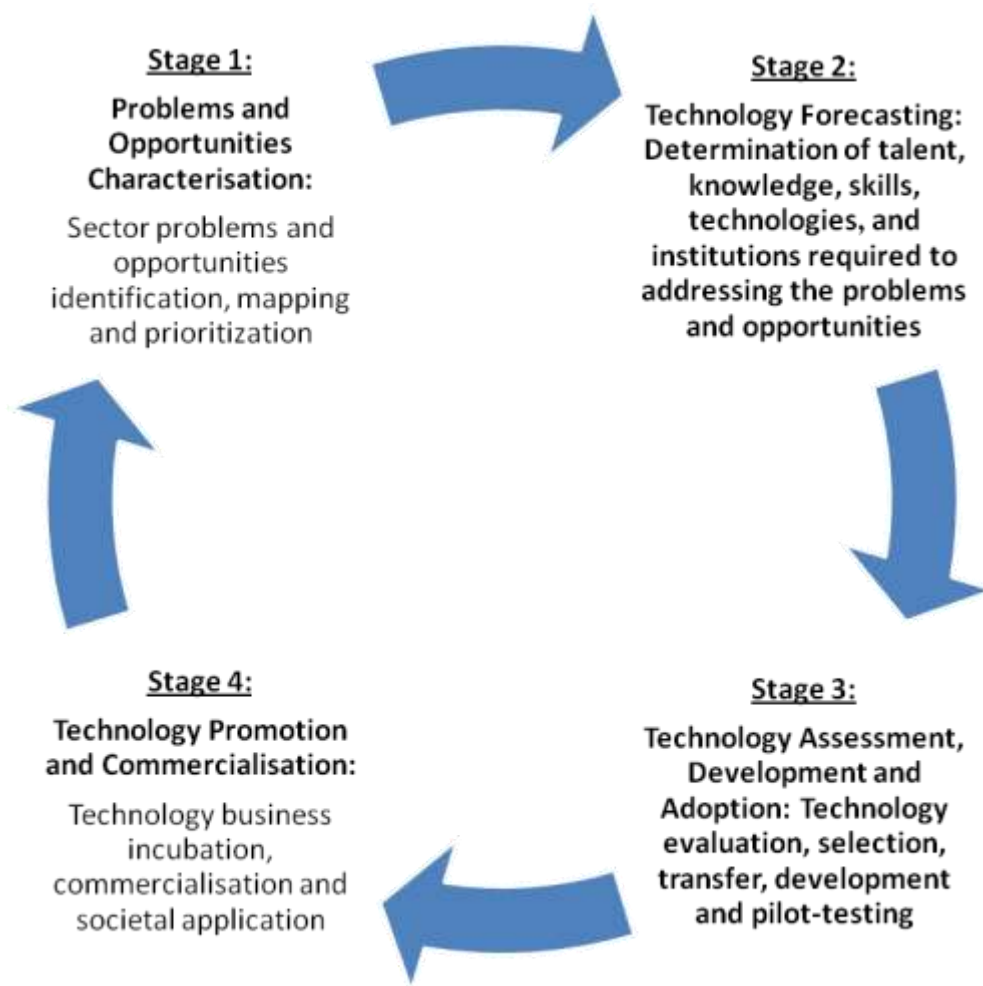 Stage 1:
Problems and
Opportunities
Characterisation:
Sector problems and
opportunities
identification, mapping
and prioritization
Stage 2:
Technology Forecasting:
Determination of talent,
knowledge, skills,
technologies, and
institutions required to
addressing the problems
and opportunities
Stage 3:
Technology Assessment,
Development and
Adoption: Technology
evaluation, selection,
transfer, development
and pilot-testing
Stage 4:
Technology Promotion
and Commercialisation:
Technology business
incubation,
commercialisation and
societal application